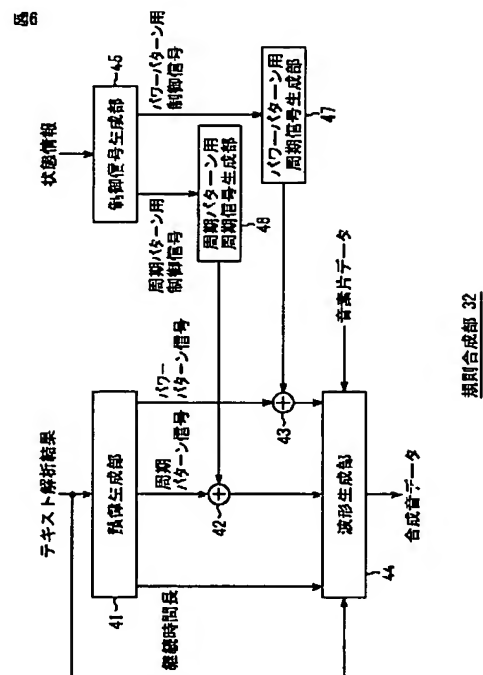 図6
テキスト解析結果
状態情報
韻律生成部
41
制御信号生成部
45
周期パターン用
制御信号
パワーパターン用
制御信号
周期パターン用
周期信号生成部
46
パワーパターン用
周期信号生成部
47
継続時間長
周期
パターン信号
パワー
パターン信号
42
43
波形生成部
44
音素片データ
合成音データ
規則合成部 32